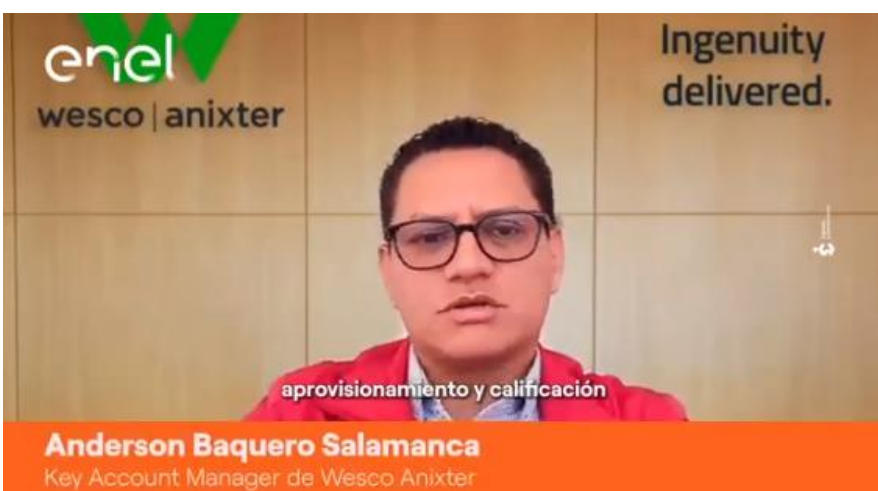 enel
wesco | anixter
Ingenuity
delivered.
aprovisionamiento y calificación
Anderson Baquero Salamanca
Key Account Manager de Wesco Anixter